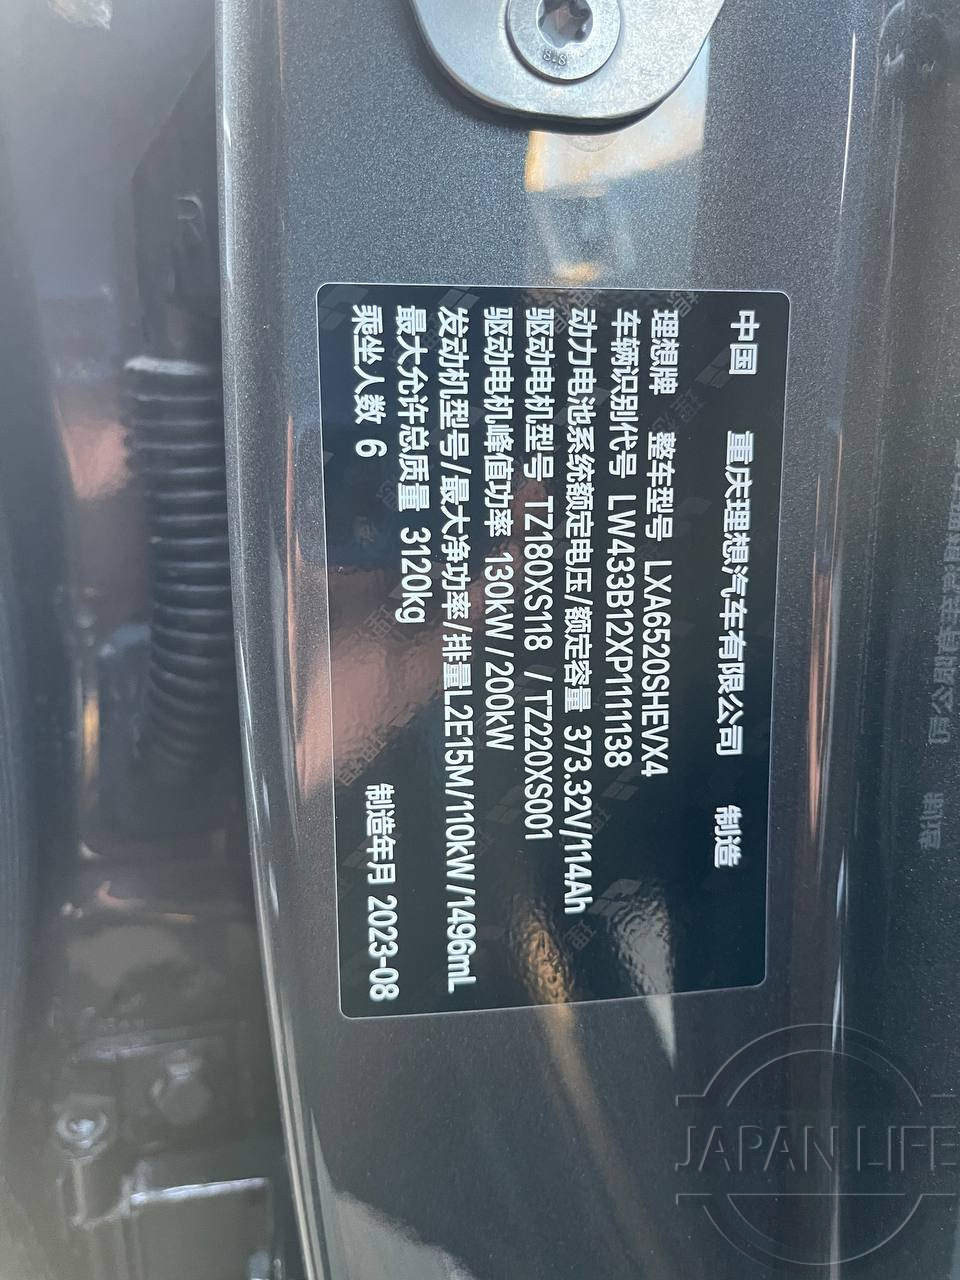 中国 重庆理想汽车有限公司 制造
理想牌 整车型号 LXA6520SHEVX4
车辆识别代号 LW433B12XP1111138
动力电池系统额定电压/额定容量 373.32V/114Ah
驱动电机型号 TZ180XS118 / TZ220XS001
驱动电机峰值功率 130kW / 200kW
发动机型号/最大净功率/排量L2E15M/110kW/1496mL
最大允许总质量 3120kg
乘坐人数 6 制造年月 2023-08
8.8
JAPAN LIFE